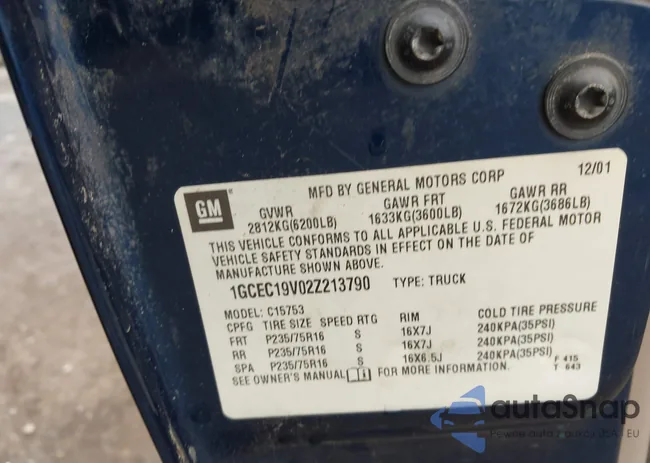 MFD BY GENERAL MOTORS CORP 12/01
GM
GVWR GAWR FRT GAWR RR
2812KG(6200LB) 1633KG(3600LB) 1672KG(3686LB)
THIS VEHICLE CONFORMS TO ALL APPLICABLE U.S. FEDERAL MOTOR
VEHICLE SAFETY STANDARDS IN EFFECT ON THE DATE OF
MANUFACTURE SHOWN ABOVE.
1GCEC19V02Z213790 TYPE: TRUCK
MODEL: C15753
CPFG TIRE SIZE SPEED RTG RIM COLD TIRE PRESSURE
FRT P235/75R16 S 16X7J 240KPA(35PSI)
RR P235/75R16 S 16X7J 240KPA(35PSI)
SPA P235/75R16 S 16X6.5J 240KPA(35PSI)
SEE OWNER'S MANUAL FOR MORE INFORMATION.
F 415
T 643
autoSnap